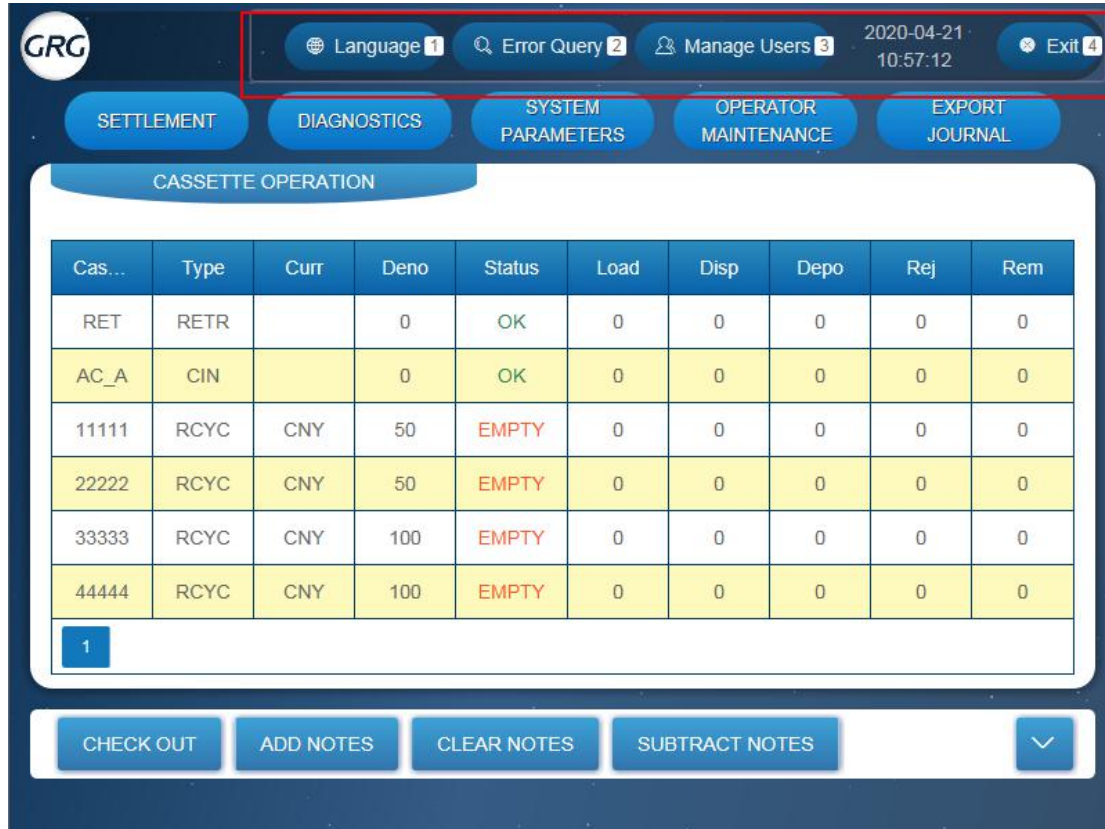 GRG
Language 1 Error Query 2 Manage Users 3 2020-04-21 Exit 4
10:57:12
SETTLEMENT DIAGNOSTICS SYSTEM PARAMETERS OPERATOR MAINTENANCE EXPORT JOURNAL
CASSETTE OPERATION
Cas... Type Curr Deno Status Load Disp Depo Rej Rem
RET RETR 0 OK 0 0 0 0 0
AC_A CIN 0 OK 0 0 0 0 0
11111 RCYC CNY 50 EMPTY 0 0 0 0 0
22222 RCYC CNY 50 EMPTY 0 0 0 0 0
33333 RCYC CNY 100 EMPTY 0 0 0 0 0
44444 RCYC CNY 100 EMPTY 0 0 0 0 0
1
CHECK OUT ADD NOTES CLEAR NOTES SUBTRACT NOTES